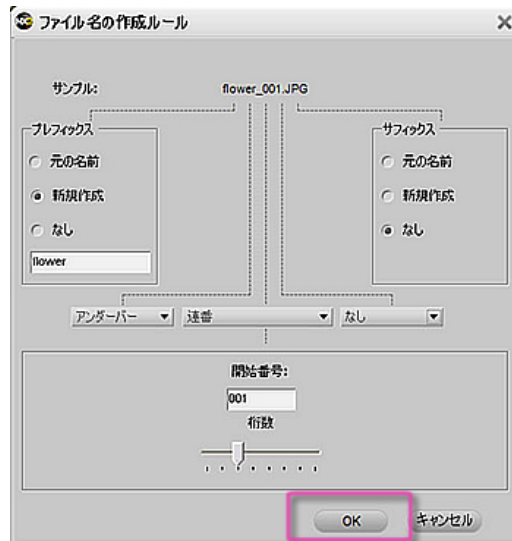 NXC ファイル名の作成ルール
サンプル: flower_001.JPG
プレフィックス
元の名前
新規作成
なし
flower
サフィックス
元の名前
新規作成
なし
アンダーバー 連番 なし
開始番号:
001
桁数
OK キャンセル